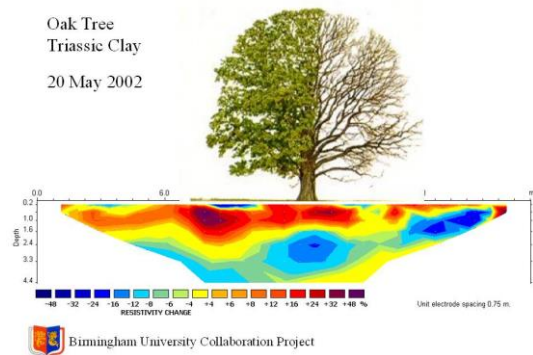 Oak Tree
Triassic Clay
20 May 2002
0.0 6.0 m
Depth
0.2
1.0
1.6
2.4
3.3
4.4
-48 -32 -24 -16 -12 -8 -6 -4 +4 +6 +8 +12 +16 +24 +32 +48 %
RESISTIVITY CHANGE
Unit electrode spacing 0.75 m.
Birmingham University Collaboration Project